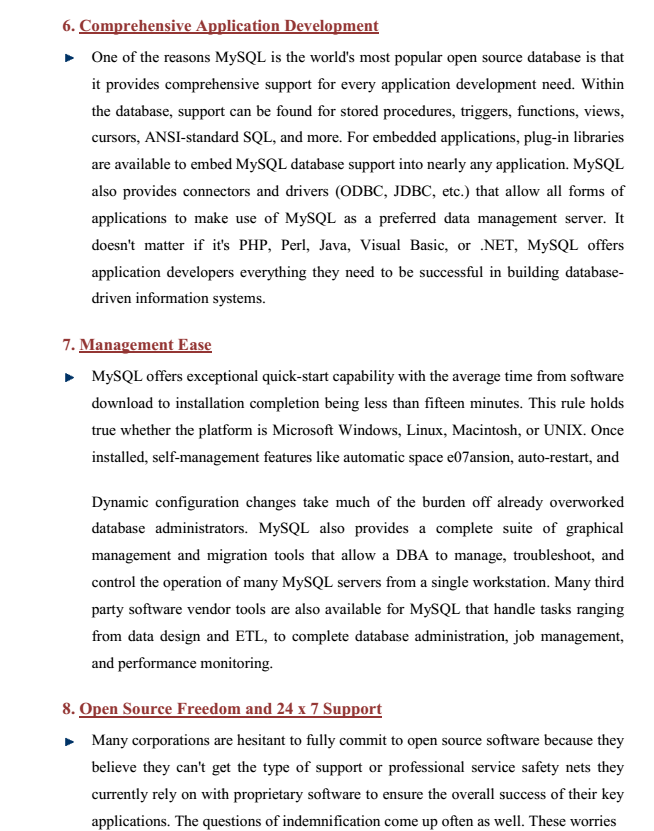 6. Comprehensive Application Development
► One of the reasons MySQL is the world's most popular open source database is that
it provides comprehensive support for every application development need. Within
the database, support can be found for stored procedures, triggers, functions, views,
cursors, ANSI-standard SQL, and more. For embedded applications, plug-in libraries
are available to embed MySQL database support into nearly any application. MySQL
also provides connectors and drivers (ODBC, JDBC, etc.) that allow all forms of
applications to make use of MySQL as a preferred data management server. It
doesn't matter if it's PHP, Perl, Java, Visual Basic, or .NET, MySQL offers
application developers everything they need to be successful in building database-
driven information systems.
7. Management Ease
► MySQL offers exceptional quick-start capability with the average time from software
download to installation completion being less than fifteen minutes. This rule holds
true whether the platform is Microsoft Windows, Linux, Macintosh, or UNIX. Once
installed, self-management features like automatic space e07ansion, auto-restart, and
Dynamic configuration changes take much of the burden off already overworked
database administrators. MySQL also provides a complete suite of graphical
management and migration tools that allow a DBA to manage, troubleshoot, and
control the operation of many MySQL servers from a single workstation. Many third
party software vendor tools are also available for MySQL that handle tasks ranging
from data design and ETL, to complete database administration, job management,
and performance monitoring.
8. Open Source Freedom and 24 x 7 Support
► Many corporations are hesitant to fully commit to open source software because they
believe they can't get the type of support or professional service safety nets they
currently rely on with proprietary software to ensure the overall success of their key
applications. The questions of indemnification come up often as well. These worries